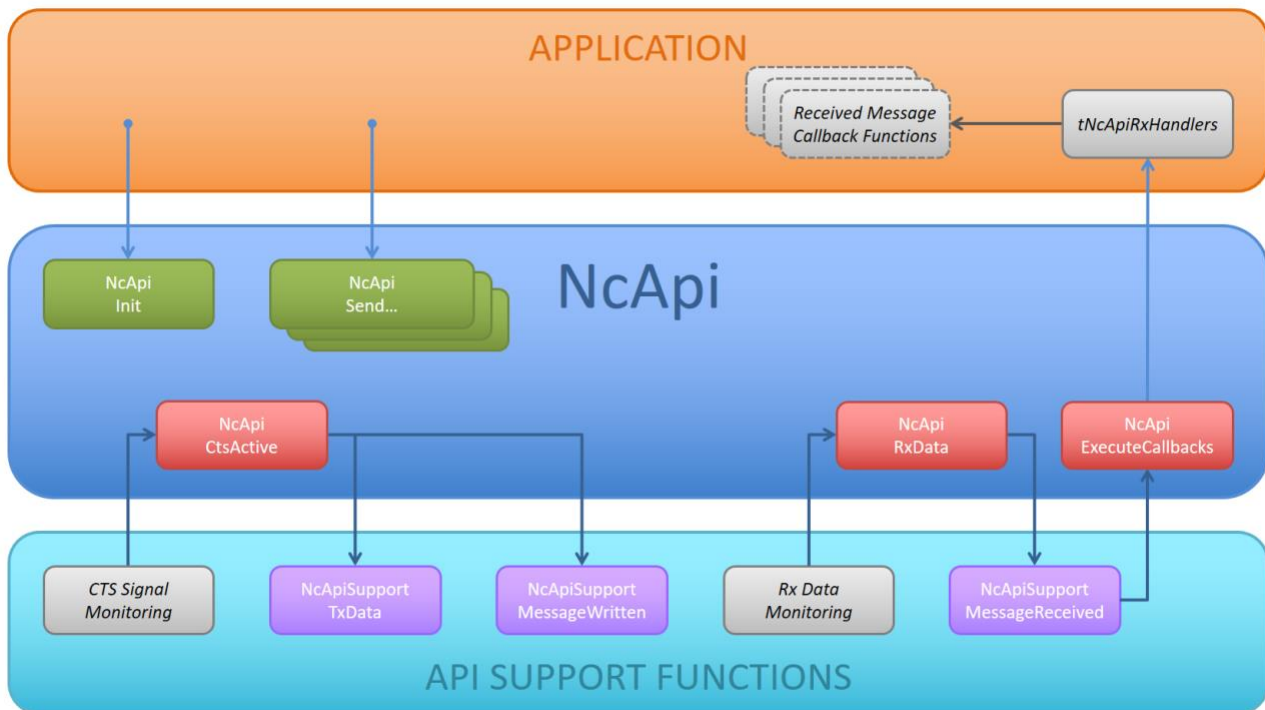 APPLICATION
Received Message
Callback Functions
tNcApiRxHandlers
NcApi
Init
NcApi
Send...
NcApi
NcApi
CtsActive
NcApi
RxData
NcApi
ExecuteCallbacks
CTS Signal
Monitoring
NcApiSupport
TxData
NcApiSupport
MessageWritten
Rx Data
Monitoring
NcApiSupport
MessageReceived
API SUPPORT FUNCTIONS